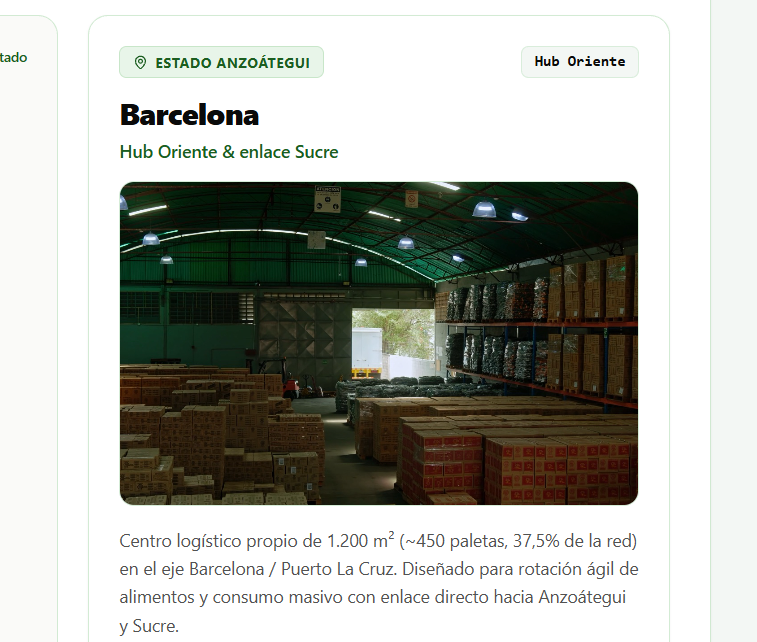 tado
ESTADO ANZOÁTEGUI
Hub Oriente
Barcelona
Hub Oriente & enlace Sucre
Centro logístico propio de 1.200 m² (~450 paletas, 37,5% de la red)
en el eje Barcelona / Puerto La Cruz. Diseñado para rotación ágil de
alimentos y consumo masivo con enlace directo hacia Anzoátegui
y Sucre.